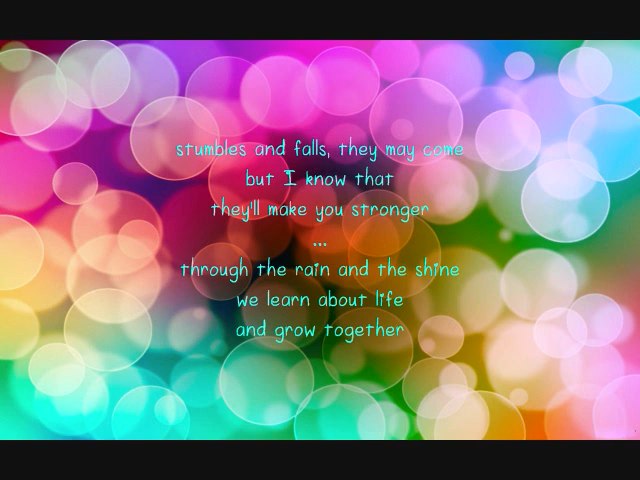 stumbles and falls, they may come
but I know that
they'll make you stronger
...
through the rain and the shine
we learn about life
and grow together